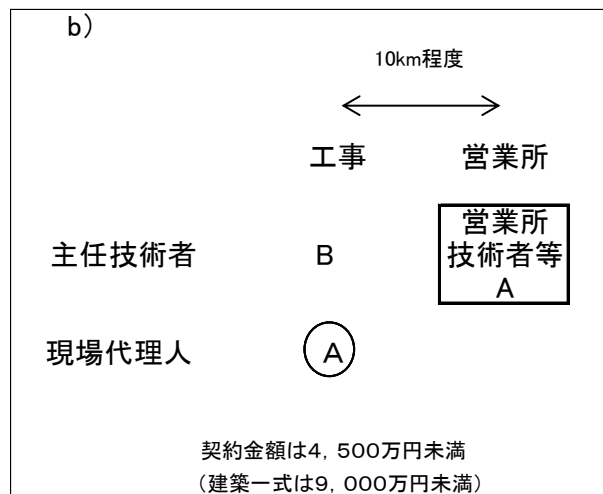 b）
10km程度
工事　営業所
主任技術者　B　営業所
技術者等
A
現場代理人　A
契約金額は4，500万円未満
（建築一式は9，000万円未満）